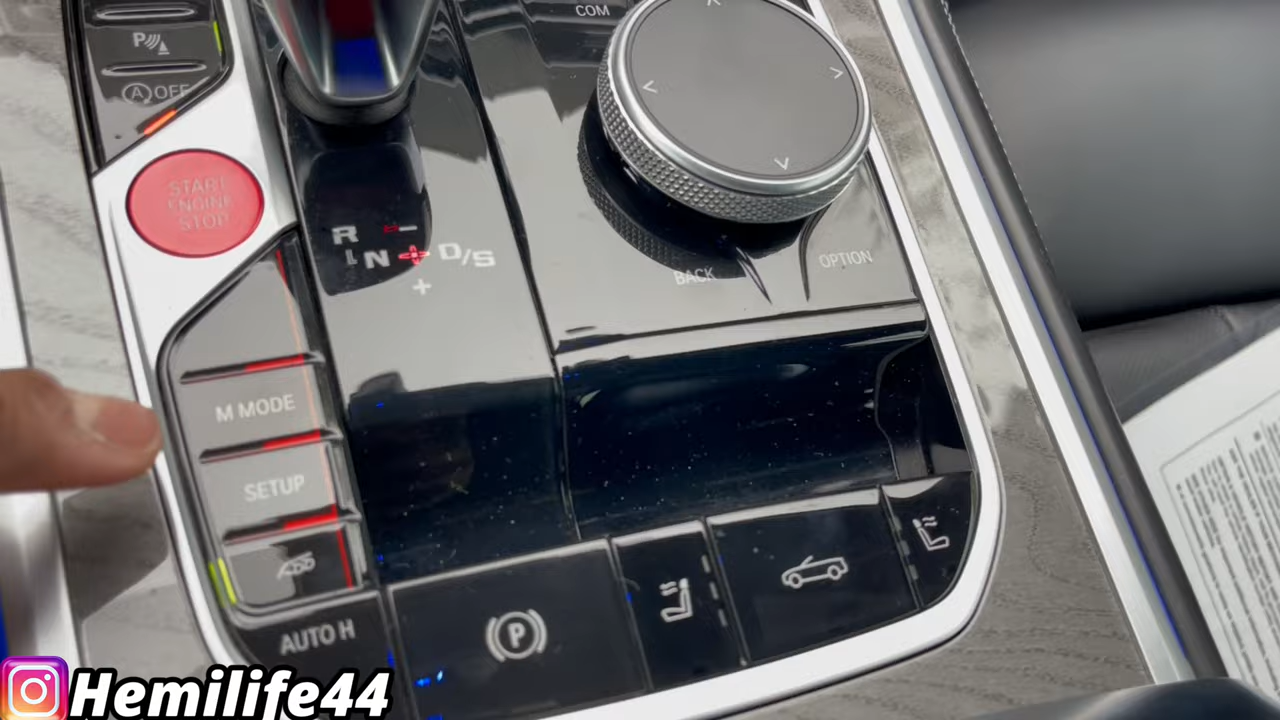 COM
P
A OFF
START
ENGINE
STOP
R
N
D/S
+
BACK
OPTION
M MODE
SETUP
AUTO H
P
Hemilife44